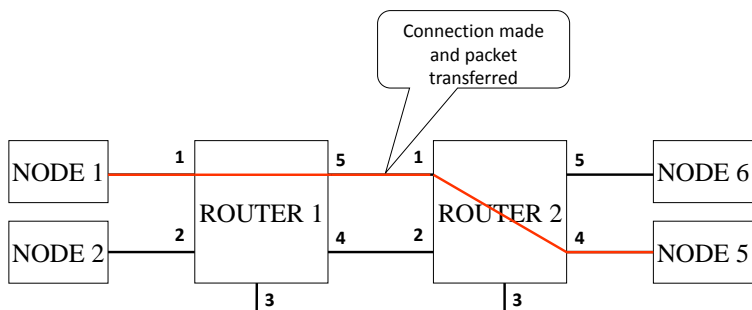 Connection made
and packet
transferred
1
5
1
5
NODE 1
NODE 6
ROUTER 1
ROUTER 2
2
4
2
4
NODE 2
NODE 5
3
3